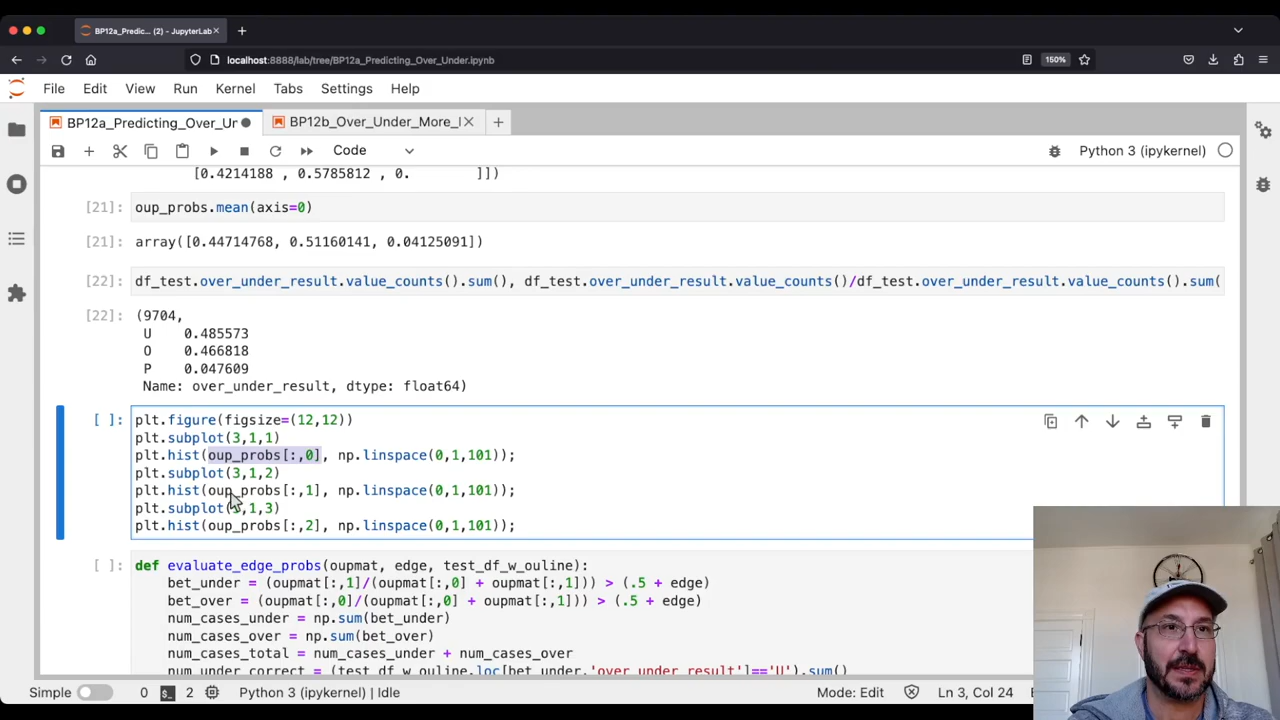 BP12a_Predic... (2) - JupyterLab
localhost:8888/lab/tree/BP12a_Predicting_Over_Under.ipynb
150%
File Edit View Run Kernel Tabs Settings Help
BP12a_Predicting_Over_Ur
BP12b_Over_Under_More_I
Code
Python 3 (ipykernel)
[0.4214188 , 0.5785812 , 0. ]])
[21]: oup_probs.mean(axis=0)
[21]: array([0.44714768, 0.51160141, 0.04125091])
[22]: df_test.over_under_result.value_counts().sum(), df_test.over_under_result.value_counts()/df_test.over_under_result.value_counts().sum(
[22]: (9704,
U 0.485573
O 0.466818
P 0.047609
Name: over_under_result, dtype: float64)
[ ]: plt.figure(figsize=(12,12))
plt.subplot(3,1,1)
plt.hist(oup_probs[:,0], np.linspace(0,1,101));
plt.subplot(3,1,2)
plt.hist(oup_probs[:,1], np.linspace(0,1,101));
plt.subplot(3,1,3)
plt.hist(oup_probs[:,2], np.linspace(0,1,101));
[ ]: def evaluate_edge_probs(oupmat, edge, test_df_w_ouline):
bet_under = (oupmat[:,1]/(oupmat[:,0] + oupmat[:,1])) > (.5 + edge)
bet_over = (oupmat[:,0]/(oupmat[:,0] + oupmat[:,1])) > (.5 + edge)
num_cases_under = np.sum(bet_under)
num_cases_over = np.sum(bet_over)
num_cases_total = num_cases_under + num_cases_over
num_under_correct = (test_df_w_ouline.loc[bet_under,'over_under_result']=='U').sum()
Simple 0 2 Python 3 (ipykernel) | Idle
Mode: Edit
Ln 3, Col 24